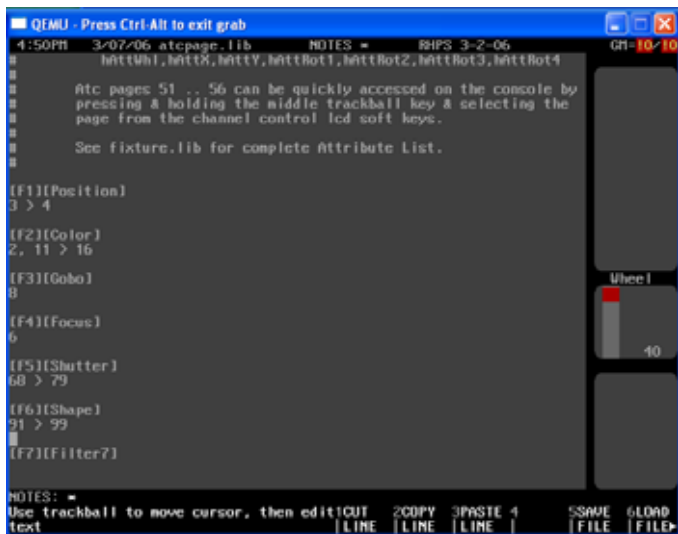 QEMU - Press Ctrl-Alt to exit grab
4:50PM 3/07/06 atcpage.lib NOTES * RHPS 3-2-06 GM=10/10
# hAttWhl,hAttX,hAttY,hAttRot1,hAttRot2,hAttRot3,hAttRot4
#
# Atc pages 51 .. 56 can be quickly accessed on the console by
# pressing & holding the middle trackball key & selecting the
# page from the channel control lcd soft keys.
#
# See fixture.lib for complete Attribute List.
#
[F1][Position]
3 > 4
[F2][Color]
2, 11 > 16
[F3][Gobo]
8
Wheel
[F4][Focus]
6
40
[F5][Shutter]
68 > 79
[F6][Shape]
91 > 99
[F7][Filter7]
NOTES: *
Use trackball to move cursor, then edit 1CUT 2COPY 3PASTE 4 5SAVE 6LOAD
text |LINE |LINE |LINE | |FILE |FILE▶